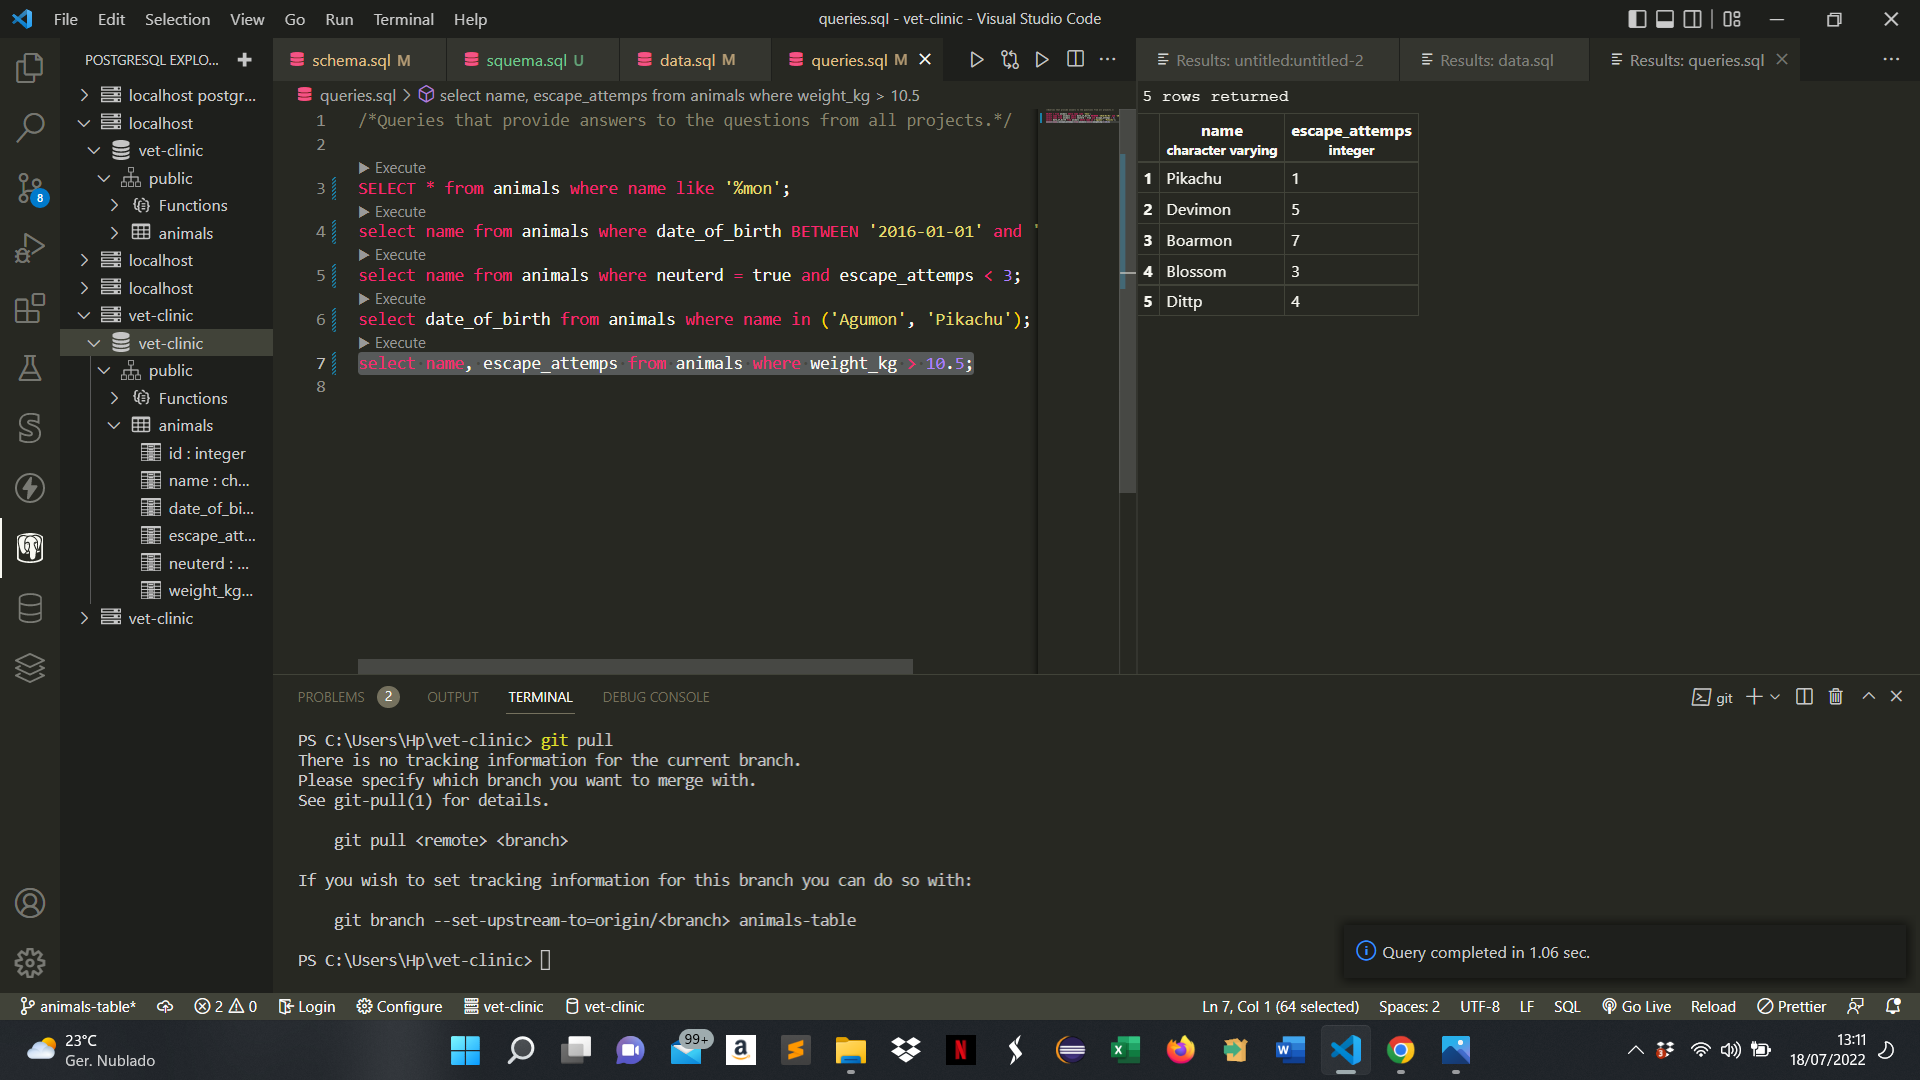 File Edit Selection View Go Run Terminal Help
queries.sql - vet-clinic - Visual Studio Code
POSTGRESQL EXPLO...
localhost postgr...
localhost
vet-clinic
public
Functions
animals
localhost
localhost
vet-clinic
vet-clinic
public
Functions
animals
id : integer
name : ch...
date_of_bi...
escape_att...
neuterd : ...
weight_kg...
vet-clinic
8
schema.sql M
squema.sql U
data.sql M
queries.sql M
queries.sql > select name, escape_attemps from animals where weight_kg > 10.5
1 /*Queries that provide answers to the questions from all projects.*/
2
Execute
3 SELECT * from animals where name like '%mon';
Execute
4 select name from animals where date_of_birth BETWEEN '2016-01-01' and '
Execute
5 select name from animals where neuterd = true and escape_attemps < 3;
Execute
6 select date_of_birth from animals where name in ('Agumon', 'Pikachu');
Execute
7 select name, escape_attemps from animals where weight_kg > 10.5;
8
Results: untitled:untitled-2
Results: data.sql
Results: queries.sql
5 rows returned
name escape_attemps
character varying integer
1 Pikachu 1
2 Devimon 5
3 Boarmon 7
4 Blossom 3
5 Dittp 4
PROBLEMS 2 OUTPUT TERMINAL DEBUG CONSOLE
git
PS C:\Users\Hp\vet-clinic> git pull
There is no tracking information for the current branch.
Please specify which branch you want to merge with.
See git-pull(1) for details.
git pull <remote> <branch>
If you wish to set tracking information for this branch you can do so with:
git branch --set-upstream-to=origin/<branch> animals-table
PS C:\Users\Hp\vet-clinic>
Query completed in 1.06 sec.
animals-table* 2 0 Login Configure vet-clinic vet-clinic
Ln 7, Col 1 (64 selected) Spaces: 2 UTF-8 LF SQL Go Live Reload Prettier
23°C
Ger. Nublado
99+
13:11
18/07/2022